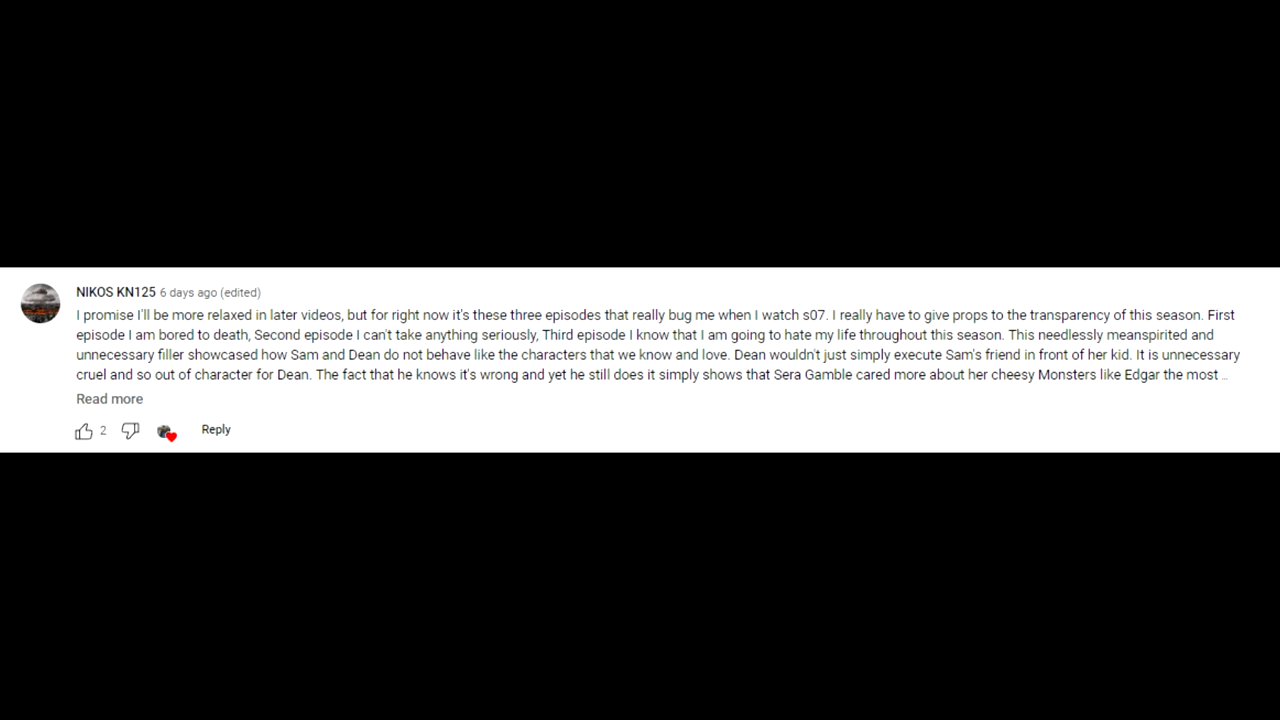 NIKOS KN125 6 days ago (edited)
I promise I'll be more relaxed in later videos, but for right now it's these three episodes that really bug me when I watch s07. I really have to give props to the transparency of this season. First
episode I am bored to death, Second episode I can't take anything seriously, Third episode I know that I am going to hate my life throughout this season. This needlessly meanspirited and
unnecessary filler showcased how Sam and Dean do not behave like the characters that we know and love. Dean wouldn't just simply execute Sam's friend in front of her kid. It is unnecessary
cruel and so out of character for Dean. The fact that he knows it's wrong and yet he still does it simply shows that Sera Gamble cared more about her cheesy Monsters like Edgar the most ...
Read more
2 Reply